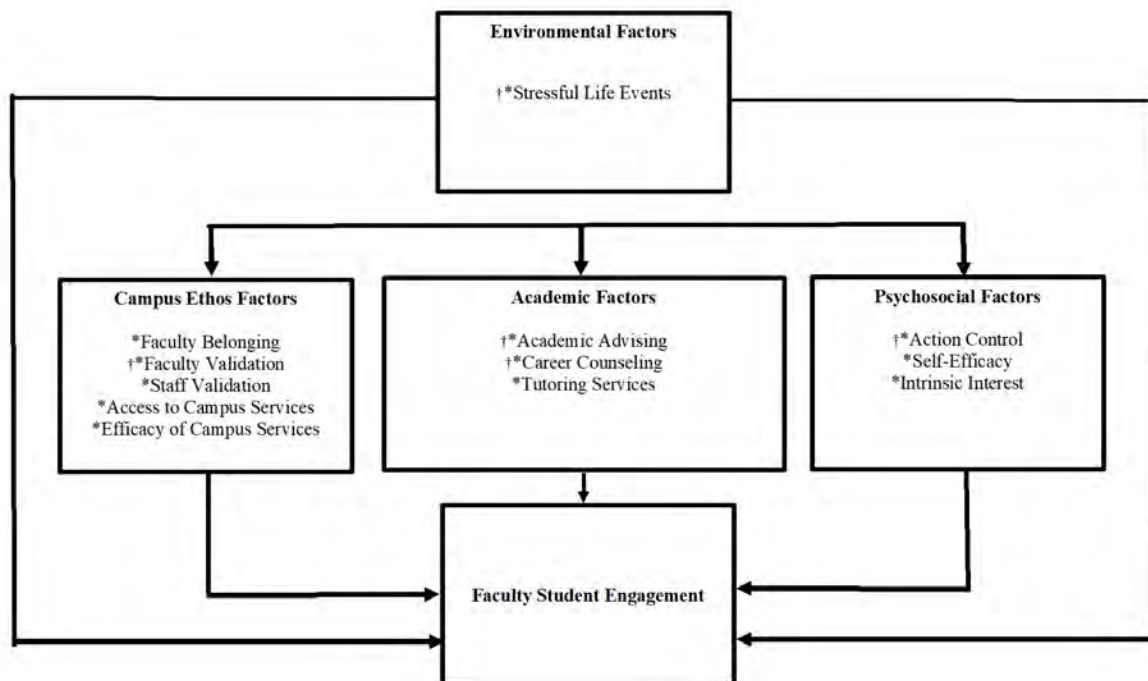 Environmental Factors
†*Stressful Life Events
Campus Ethos Factors
*Faculty Belonging
†*Faculty Validation
*Staff Validation
*Access to Campus Services
*Efficacy of Campus Services
Academic Factors
†*Academic Advising
†*Career Counseling
*Tutoring Services
Psychosocial Factors
†*Action Control
*Self-Efficacy
*Intrinsic Interest
Faculty Student Engagement